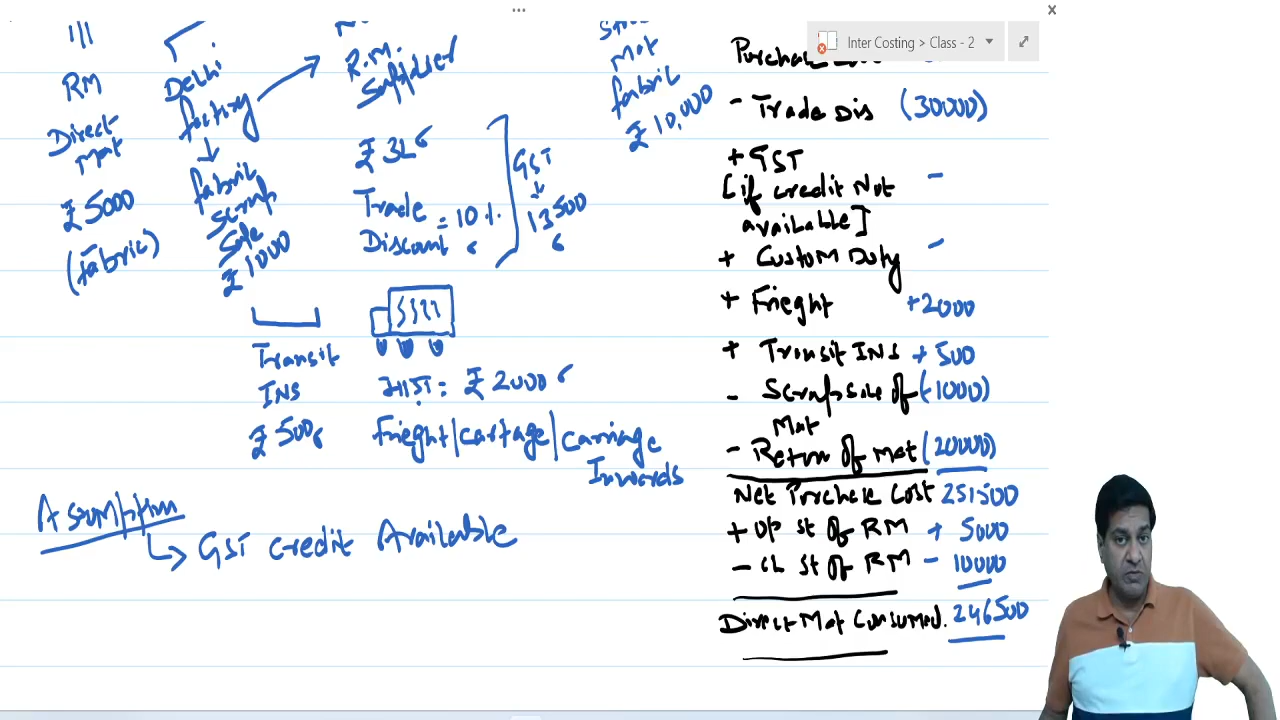 Inter Costing > Class - 2
RM
Direct
Mat
₹5000
(fabric)
Delhi
factory
↓
fabric
scrap
Sale
₹1000
R.M.
Supplier
₹3L
Trade
Discount = 10%
GST
↓
13500
Mat
fabric
₹10,000
Transit
INS
₹500
₹2000
Frieght/cartage/carriage
Inwards
Assumption
↳ GST credit Available
- Trade Dis (30000)
+ GST
[if credit Not -
available]
+ Custom Duty -
+ Frieght +2000
+ Transit INS +500
- Scrap sale of (-1000)
Mat
- Return of mat (20000)
Net Purchase Cost 251500
+ Op st of RM + 5000
- Cl st of RM - 10000
Direct Mat Consumed. 246500